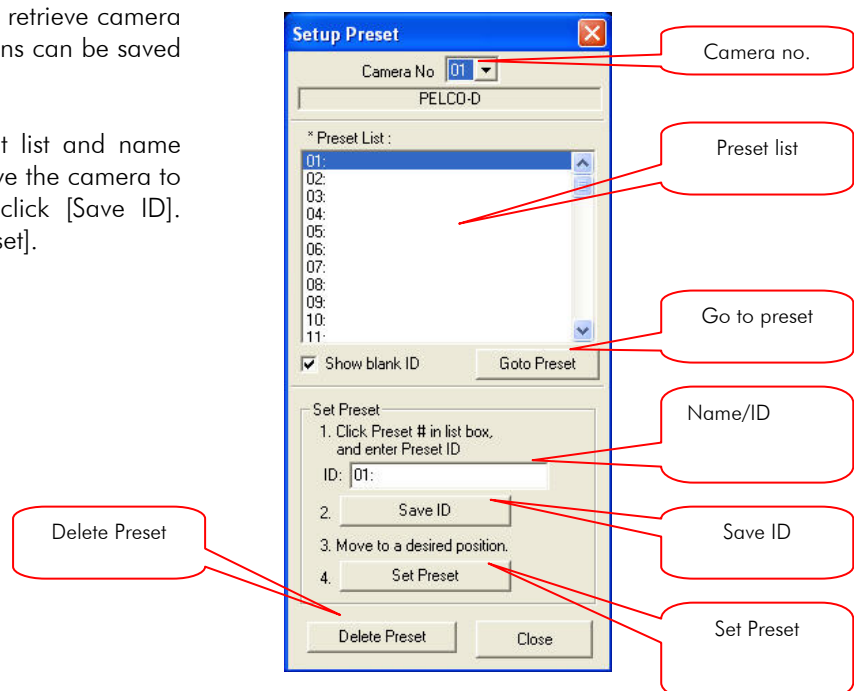 retrieve camera
ns can be saved
t list and name
ve the camera to
click [Save ID].
set].
Setup Preset
Camera No 01
PELCO-D
* Preset List :
01:
02:
03:
04:
05:
06:
07:
08:
09:
10:
11:
Show blank ID
Goto Preset
Set Preset
1. Click Preset # in list box,
and enter Preset ID
ID: 01:
2. Save ID
3. Move to a desired position.
4. Set Preset
Delete Preset
Close
Camera no.
Preset list
Go to preset
Name/ID
Save ID
Set Preset
Delete Preset